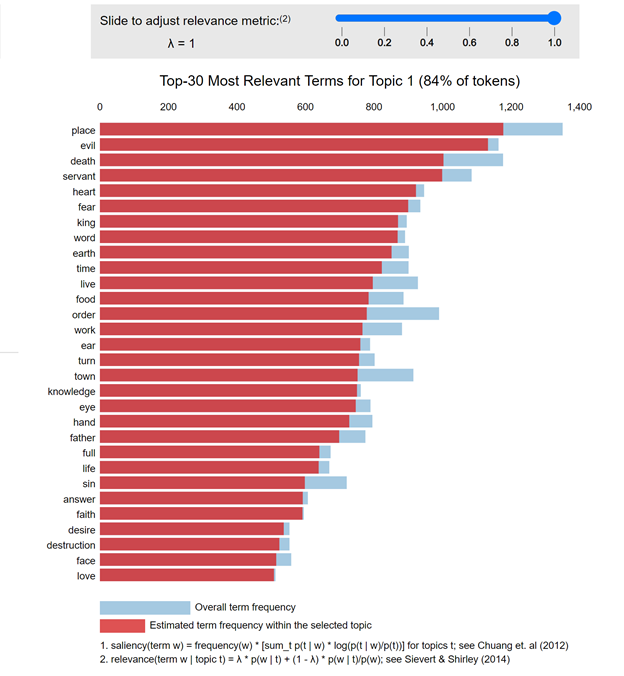 Slide to adjust relevance metric:(2)
λ = 1
0.0 0.2 0.4 0.6 0.8 1.0
Top-30 Most Relevant Terms for Topic 1 (84% of tokens)
0 200 400 600 800 1,000 1,200 1,400
place
evil
death
servant
heart
fear
king
word
earth
time
live
food
order
work
ear
turn
town
knowledge
eye
hand
father
full
life
sin
answer
faith
desire
destruction
face
love
Overall term frequency
Estimated term frequency within the selected topic
1. saliency(term w) = frequency(w) * [sum_t p(t | w) * log(p(t | w)/p(t))] for topics t; see Chuang et. al (2012)
2. relevance(term w | topic t) = λ * p(w | t) + (1 - λ) * p(w | t)/p(w); see Sievert & Shirley (2014)